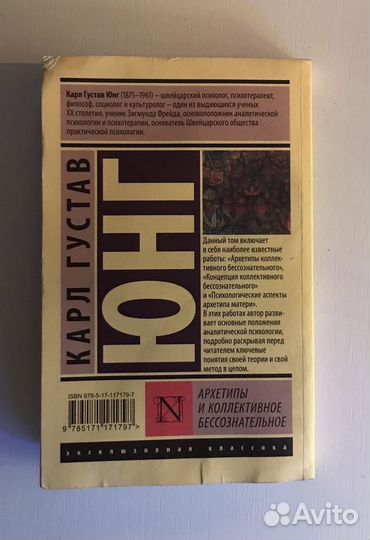 Карл Густав Юнг (1875–1961) – швейцарский психолог, психотерапевт,
философ, социолог и культуролог – один из выдающихся ученых
XX столетия, ученик Зигмунда Фрейда, основоположник аналитической
психологии и психотерапии, основатель Швейцарского общества
практической психологии.
КАРЛ ГУСТАВ
ЮНГ
Данный том включает
в себя наиболее известные
работы: «Архетипы коллек-
тивного бессознательного»,
«Концепция коллективного
бессознательного»
и «Психологические аспекты
архетипа матери».
В этих работах автор разви-
вает основные положения
аналитической психологии,
подробно раскрывая перед
читателем ключевые
понятия своей теории и свой
метод в целом.
ISBN 978-5-17-117179-7
9 785171 171797 >
N
АРХЕТИПЫ
И КОЛЛЕКТИВНОЕ
БЕССОЗНАТЕЛЬНОЕ
эксклюзивная классика
Avito